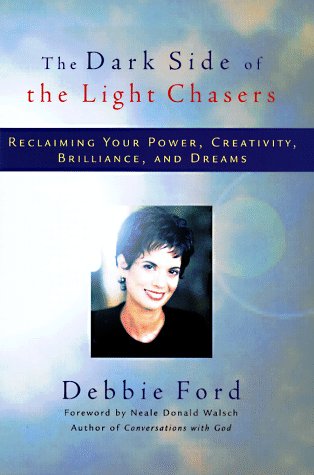 The Dark Side of
the Light Chasers
Reclaiming Your Power, Creativity,
Brilliance, and Dreams
Debbie Ford
Foreword by Neale Donald Walsch
Author of Conversations with God